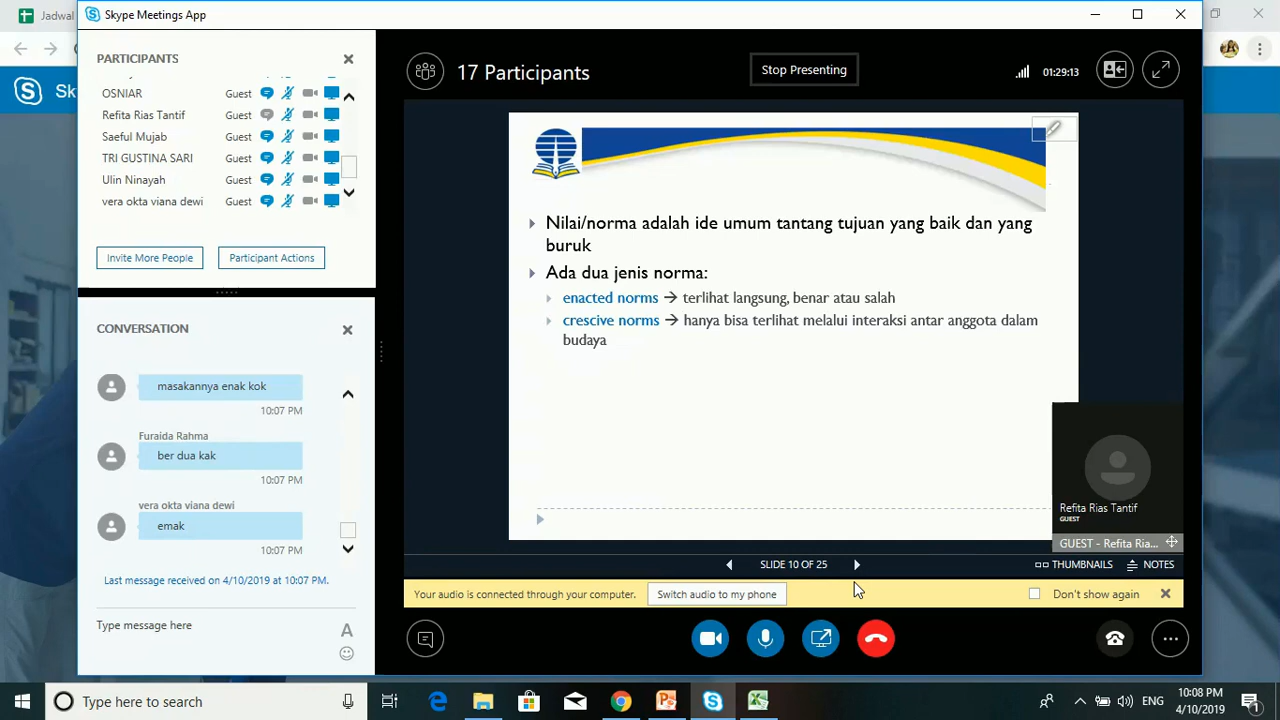 Jadwal
Skype Meetings App
Sk
PARTICIPANTS
OSNIAR Guest
Refita Rias Tantif Guest
Saeful Mujab Guest
TRI GUSTINA SARI Guest
Ulin Ninayah Guest
vera okta viana dewi Guest
Invite More People
Participant Actions
CONVERSATION
masakannya enak kok
10:07 PM
Furaida Rahma
ber dua kak
10:07 PM
vera okta viana dewi
emak
10:07 PM
Last message received on 4/10/2019 at 10:07 PM.
Type message here
A
17 Participants
Stop Presenting
01:29:13
Nilai/norma adalah ide umum tantang tujuan yang baik dan yang
buruk
Ada dua jenis norma:
enacted norms → terlihat langsung, benar atau salah
crescive norms → hanya bisa terlihat melalui interaksi antar anggota dalam
budaya
Refita Rias Tantif
GUEST
GUEST - Refita Ria...
SLIDE 10 OF 25
THUMBNAILS
NOTES
Your audio is connected through your computer.
Switch audio to my phone
Don't show again
Type here to search
ENG
10:08 PM
4/10/2019
1